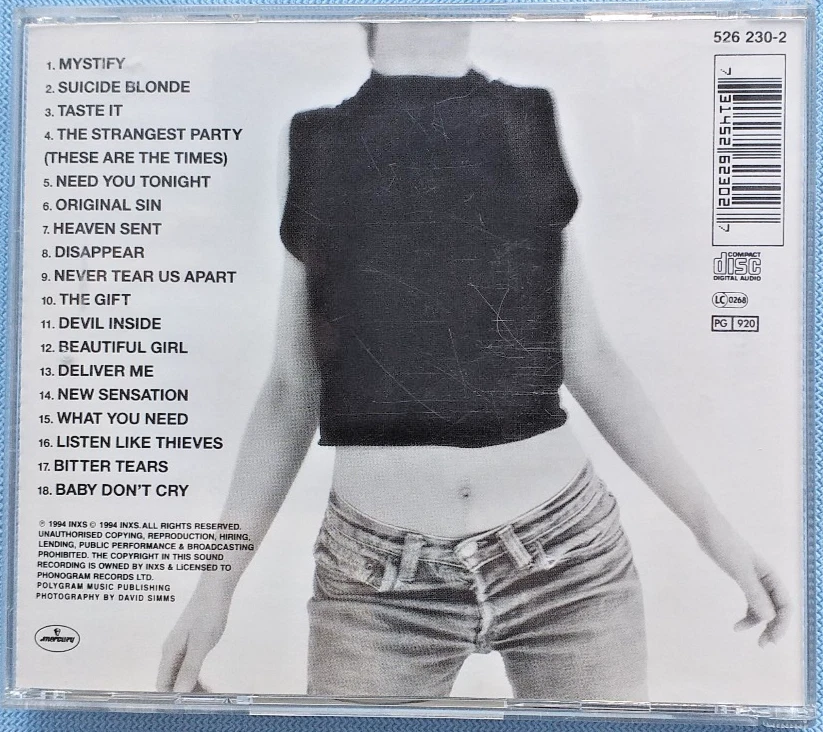 1. MYSTIFY
2. SUICIDE BLONDE
3. TASTE IT
4. THE STRANGEST PARTY
(THESE ARE THE TIMES)
5. NEED YOU TONIGHT
6. ORIGINAL SIN
7. HEAVEN SENT
8. DISAPPEAR
9. NEVER TEAR US APART
10. THE GIFT
11. DEVIL INSIDE
12. BEAUTIFUL GIRL
13. DELIVER ME
14. NEW SENSATION
15. WHAT YOU NEED
16. LISTEN LIKE THIEVES
17. BITTER TEARS
18. BABY DON'T CRY
℗ 1994 INXS © 1994 INXS. ALL RIGHTS RESERVED.
UNAUTHORISED COPYING, REPRODUCTION, HIRING,
LENDING, PUBLIC PERFORMANCE & BROADCASTING
PROHIBITED. THE COPYRIGHT IN THIS SOUND
RECORDING IS OWNED BY INXS & LICENSED TO
PHONOGRAM RECORDS LTD.
POLYGRAM MUSIC PUBLISHING
PHOTOGRAPHY BY DAVID SIMMS
mercury
526 230-2
7 31452 62302 7
COMPACT
disc
DIGITAL AUDIO
LC 0268
PG 920